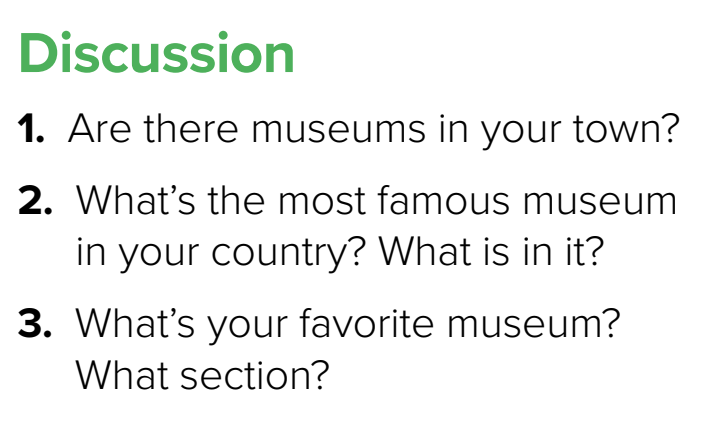 Discussion
1. Are there museums in your town?
2. What’s the most famous museum
in your country? What is in it?
3. What’s your favorite museum?
What section?